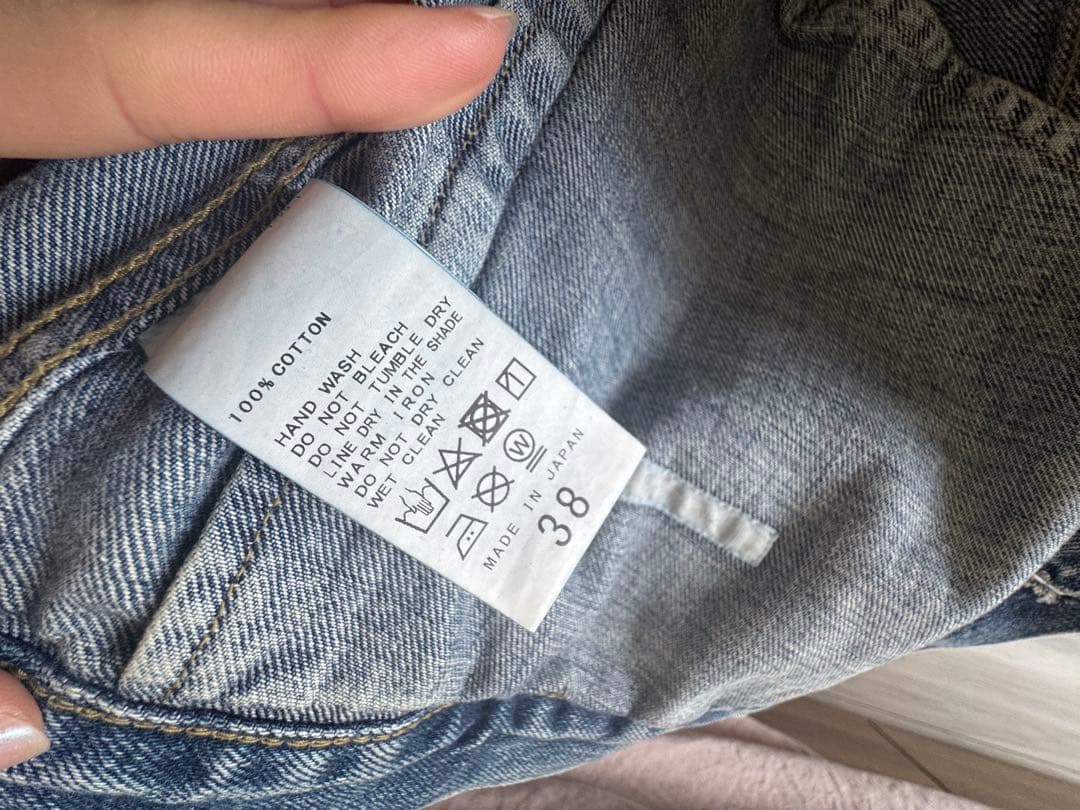 100% COTTON
HAND WASH
DO NOT BLEACH
DO NOT TUMBLE DRY
LINE DRY IN THE SHADE
WARM IRON
DO NOT DRY CLEAN
WET CLEAN
W
MADE IN JAPAN
38